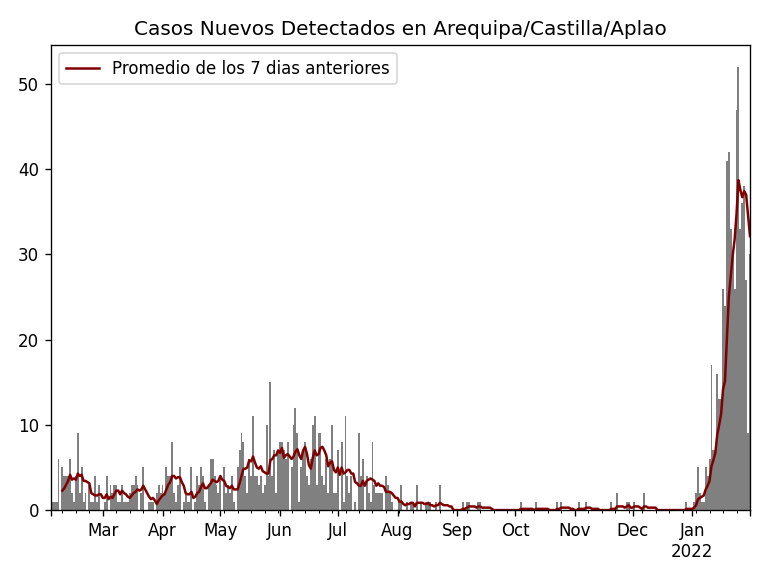 Casos Nuevos Detectados en Arequipa/Castilla/Aplao
Promedio de los 7 dias anteriores
50
40
30
20
10
0
Mar Apr May Jun Jul Aug Sep Oct Nov Dec Jan
2022